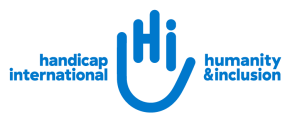 Hi
handicap
international
humanity
&inclusion